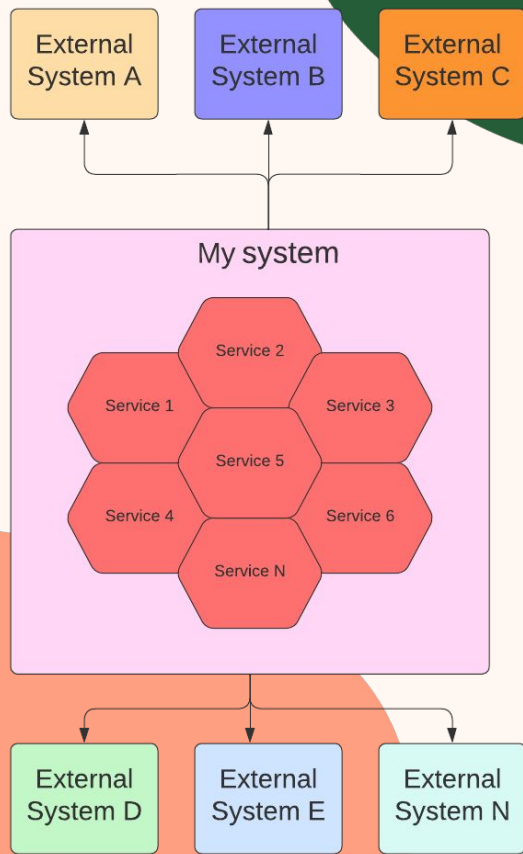 External
System A
External
System B
External
System C
My system
Service 2
Service 1
Service 3
Service 5
Service 4
Service 6
Service N
External
System D
External
System E
External
System N